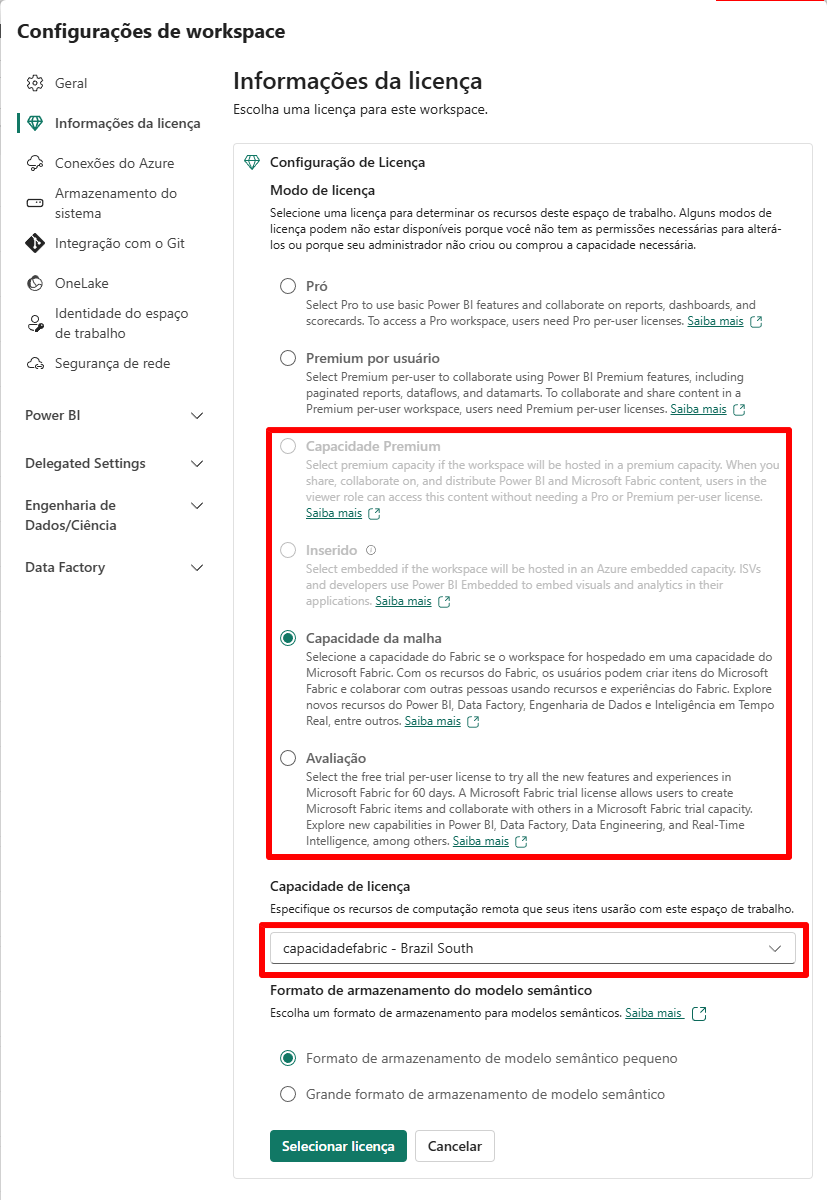 Configurações de workspace
Geral
Informações da licença
Conexões do Azure
Armazenamento do
sistema
Integração com o Git
OneLake
Identidade do espaço
de trabalho
Segurança de rede
Power BI
Delegated Settings
Engenharia de
Dados/Ciência
Data Factory
Informações da licença
Escolha uma licença para este workspace.
Configuração de Licença
Modo de licença
Selecione uma licença para determinar os recursos deste espaço de trabalho. Alguns modos de
licença podem não estar disponíveis porque você não tem as permissões necessárias para alterá-
los ou porque seu administrador não criou ou comprou a capacidade necessária.
Pró
Select Pro to use basic Power BI features and collaborate on reports, dashboards, and
scorecards. To access a Pro workspace, users need Pro per-user licenses. Saiba mais
Premium por usuário
Select Premium per-user to collaborate using Power BI Premium features, including
paginated reports, dataflows, and datamarts. To collaborate and share content in a
Premium per-user workspace, users need Premium per-user licenses. Saiba mais
Capacidade Premium
Select premium capacity if the workspace will be hosted in a premium capacity. When you
share, collaborate on, and distribute Power BI and Microsoft Fabric content, users in the
viewer role can access this content without needing a Pro or Premium per-user license.
Saiba mais
Inserido
Select embedded if the workspace will be hosted in an Azure embedded capacity. ISVs
and developers use Power BI Embedded to embed visuals and analytics in their
applications. Saiba mais
Capacidade da malha
Selecione a capacidade do Fabric se o workspace for hospedado em uma capacidade do
Microsoft Fabric. Com os recursos do Fabric, os usuários podem criar itens do Microsoft
Fabric e colaborar com outras pessoas usando recursos e experiências do Fabric. Explore
novos recursos do Power BI, Data Factory, Engenharia de Dados e Inteligência em Tempo
Real, entre outros. Saiba mais
Avaliação
Select the free trial per-user license to try all the new features and experiences in
Microsoft Fabric for 60 days. A Microsoft Fabric trial license allows users to create
Microsoft Fabric items and collaborate with others in a Microsoft Fabric trial capacity.
Explore new capabilities in Power BI, Data Factory, Data Engineering, and Real-Time
Intelligence, among others. Saiba mais
Capacidade de licença
Especifique os recursos de computação remota que seus itens usarão com este espaço de trabalho.
capacidadefabric - Brazil South
Formato de armazenamento do modelo semântico
Escolha um formato de armazenamento para modelos semânticos. Saiba mais
Formato de armazenamento de modelo semântico pequeno
Grande formato de armazenamento de modelo semântico
Selecionar licença
Cancelar